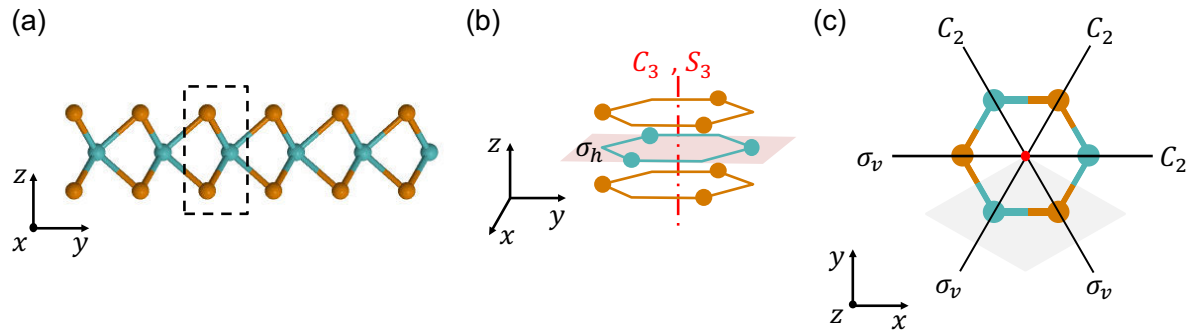 (a)
z
x
y
(b)
C₃ , S₃
σₕ
z
y
x
(c)
C₂
C₂
σᵥ
C₂
σᵥ
σᵥ
y
z
x